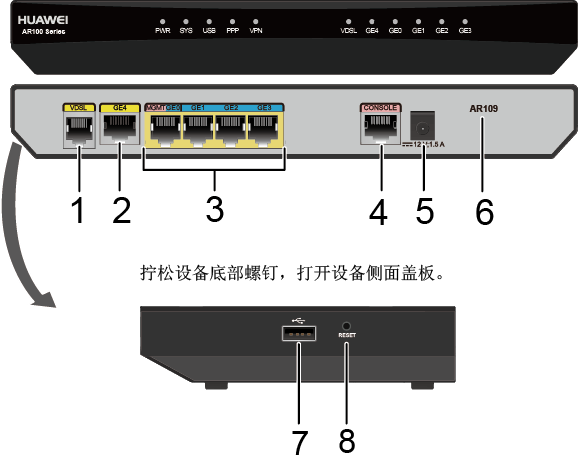 HUAWEI
AR100 Series
PWR SYS USB PPP VPN VDSL GE4 GE0 GE1 GE2 GE3
VDSL GE4 MGMT GE0 GE1 GE2 GE3 CONSOLE AR109
12V,1.5 A
1 2 3 4 5 6
拧松设备底部螺钉，打开设备侧面盖板。
RESET
7 8